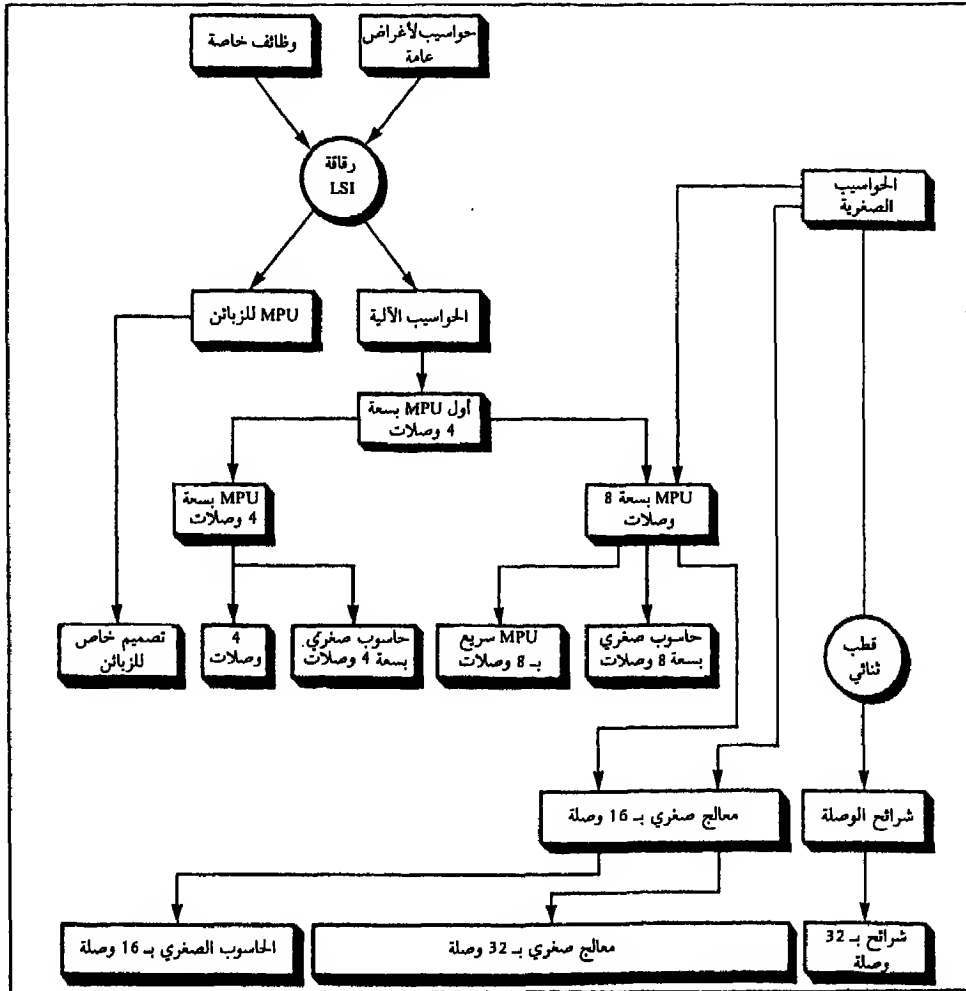 حواسيب لأغراض
عامة
وظائف خاصة
رقاقة
LSI
الحواسيب
الصغرية
الحواسيب الآلية
MPU للزبائن
أول MPU بسعة
4 وصلات
MPU بسعة 8
وصلات
MPU بسعة
4 وصلات
قطب
ثنائي
حاسوب صغري
بسعة 8 وصلات
MPU سريع
بـ 8 وصلات
حاسوب صغري
بسعة 4 وصلات
4
وصلات
تصميم خاص
للزبائن
شرائح الوصلة
معالج صغري بـ 16 وصلة
شرائح بـ 32
وصلة
معالج صغري بـ 32 وصلة
الحاسوب الصغري بـ 16 وصلة